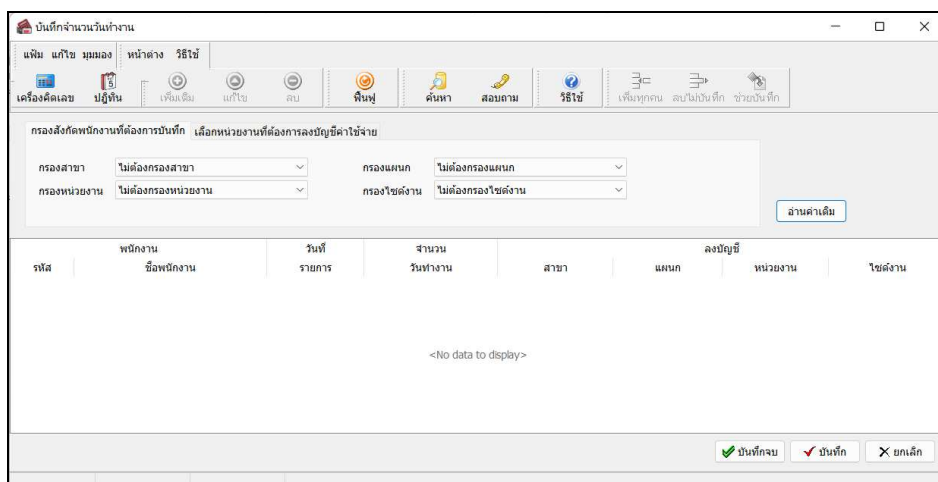 บันทึกจำนวนวันทำงาน
แฟ้ม แก้ไข มุมมอง หน้าต่าง วิธีใช้
เครื่องคิดเลข ปฏิทิน เพิ่มเติม แก้ไข ลบ ฟื้นฟู ค้นหา สอบถาม วิธีใช้ เพิ่มทุกคน ลบไม่บันทึก ช่วยบันทึก
กรองสังกัดพนักงานที่ต้องการบันทึก เลือกหน่วยงานที่ต้องการลงบัญชีค่าใช้จ่าย
กรองสาขา ไม่ต้องกรองสาขา กรองแผนก ไม่ต้องกรองแผนก
กรองหน่วยงาน ไม่ต้องกรองหน่วยงาน กรองไซด์งาน ไม่ต้องกรองไซด์งาน
อ่านค่าเดิม
พนักงาน วันที่ จำนวน ลงบัญชี
รหัส ชื่อพนักงาน รายการ วันทำงาน สาขา แผนก หน่วยงาน ไซด์งาน
<No data to display>
บันทึกจบ บันทึก ยกเลิก